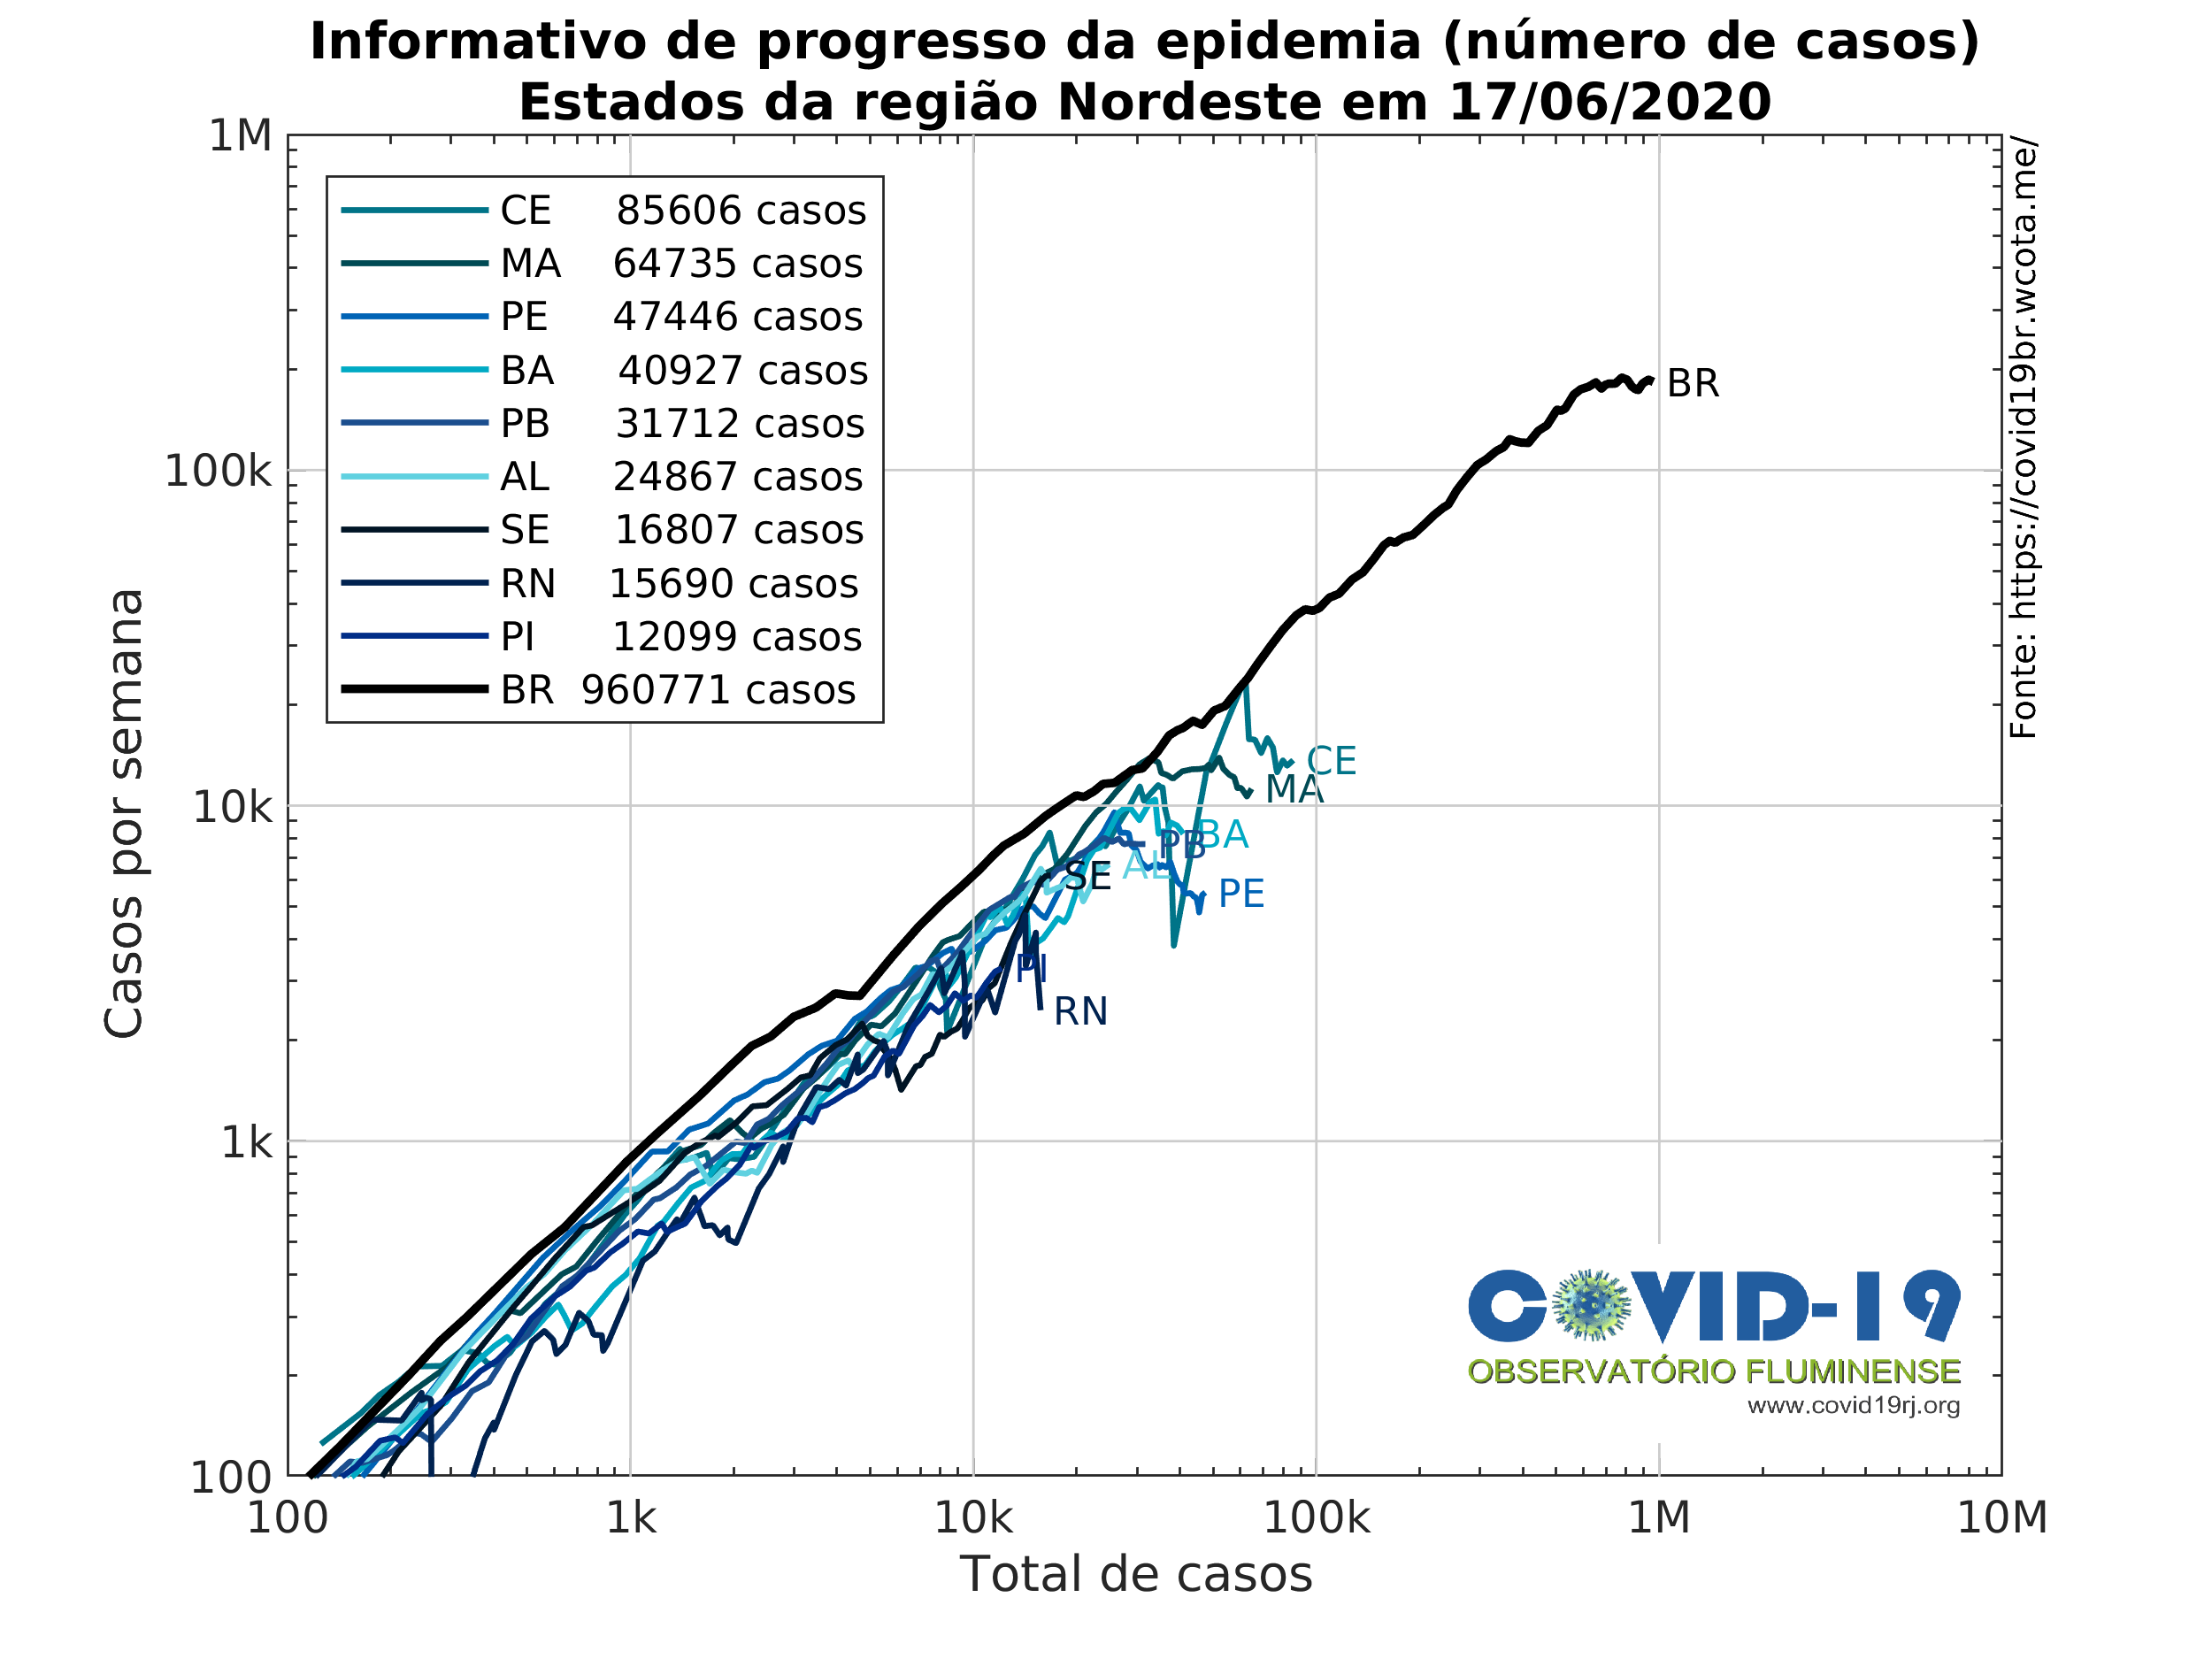 Informativo de progresso da epidemia (número de casos)
Estados da região Nordeste em 17/06/2020
1M
100k
10k
1k
100
Casos por semana
CE 85606 casos
MA 64735 casos
PE 47446 casos
BA 40927 casos
PB 31712 casos
AL 24867 casos
SE 16807 casos
RN 15690 casos
PI 12099 casos
BR 960771 casos
BR
CE
MA
BA
PB
AL
SE
PE
PI
RN
Fonte: https://covid19br.wcota.me/
COVID-19
OBSERVATÓRIO FLUMINENSE
www.covid19rj.org
100 1k 10k 100k 1M 10M
Total de casos